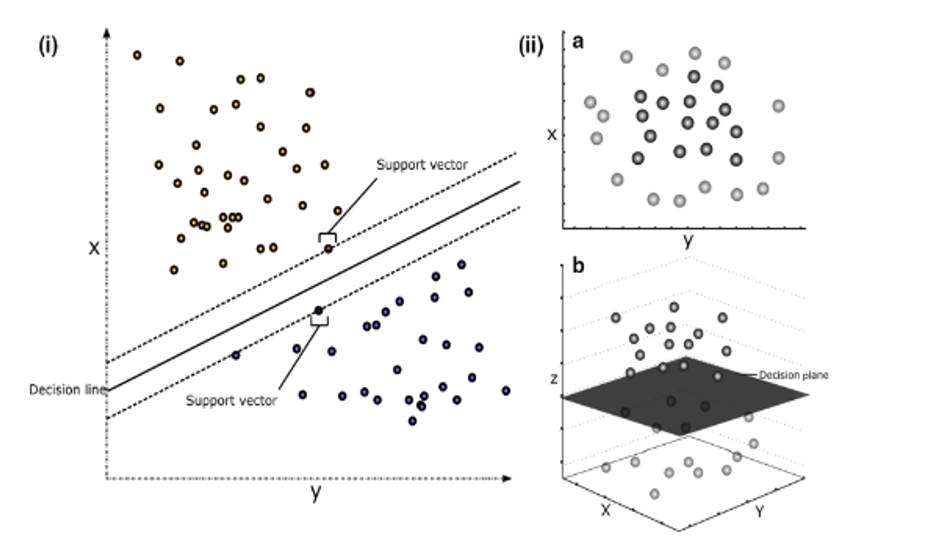 (i)
X
Support vector
Decision line
Support vector
y
(ii)
a
X
y
b
z
Decision plane
X
Y